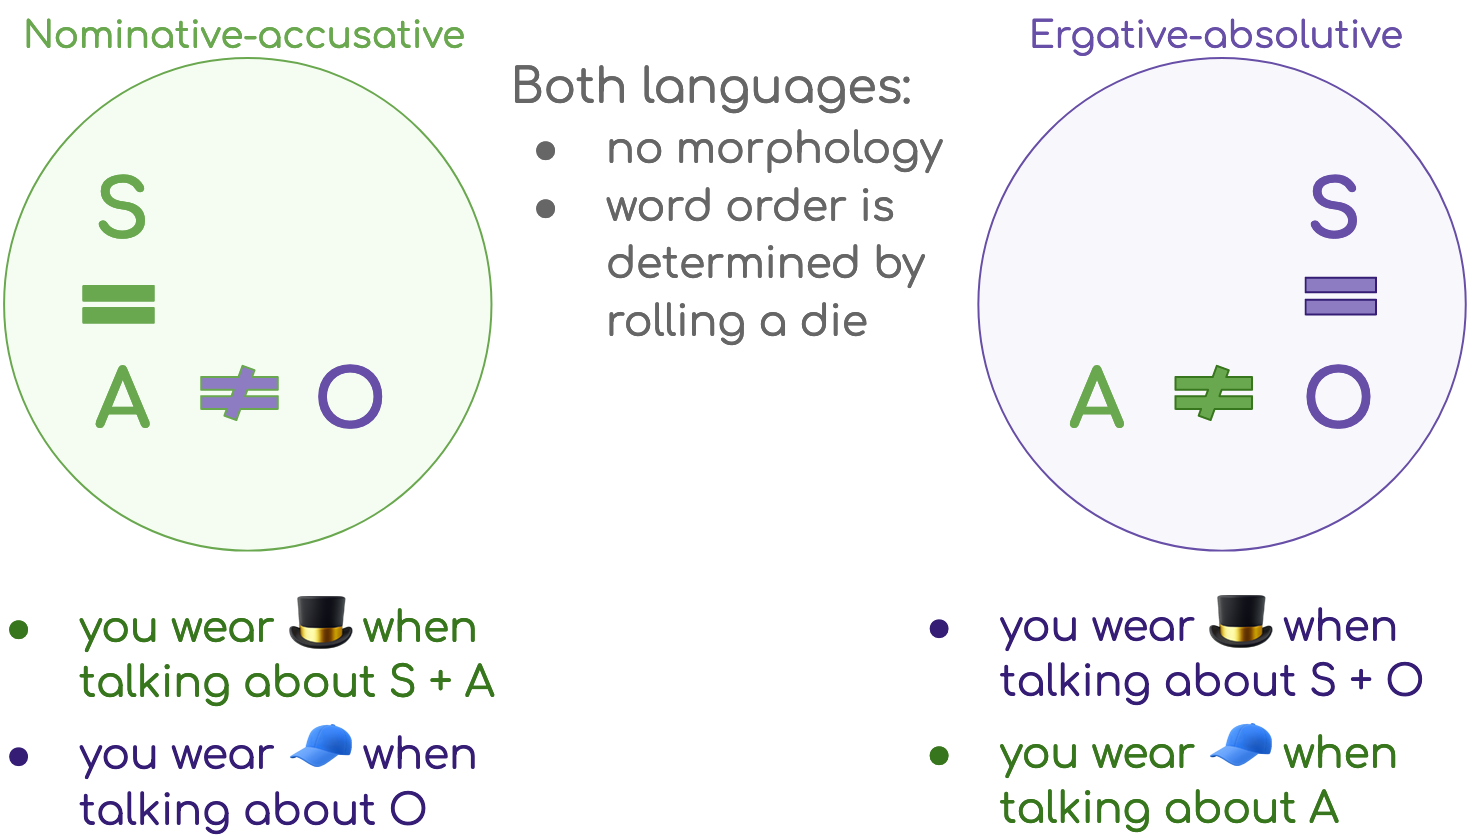 Nominative-accusative
S
=
A ≠ O
Both languages:
● no morphology
● word order is
determined by
rolling a die
Ergative-absolutive
S
=
A ≠ O
● you wear 🎩 when
talking about S + A
● you wear 🧢 when
talking about O
● you wear 🎩 when
talking about S + O
● you wear 🧢 when
talking about A